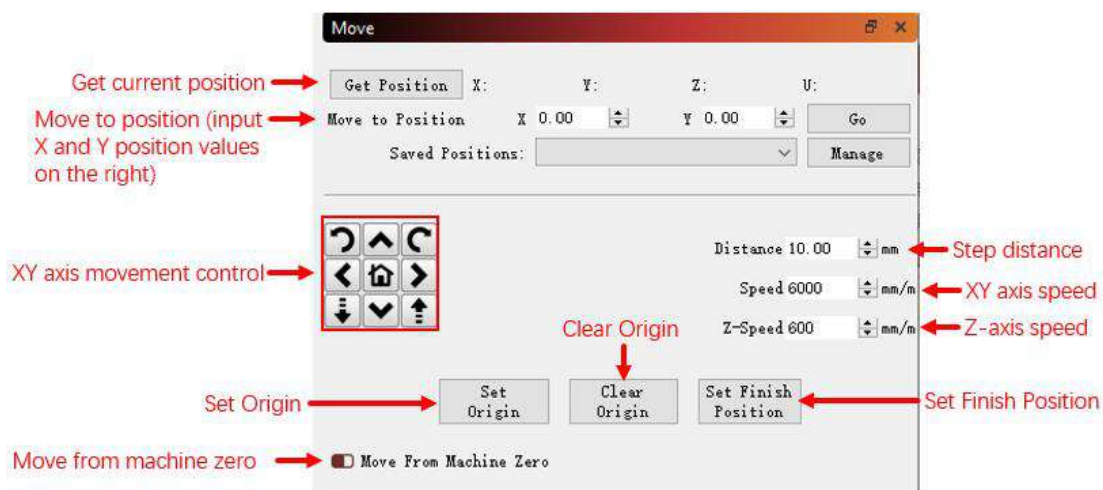 Move
Get current position
Get Position X: Y: Z: U:
Move to position (input
X and Y position values
on the right)
Move to Position X 0.00 Y 0.00 Go
Saved Positions: Manage
XY axis movement control
Distance 10.00 mm Step distance
Speed 6000 mm/m XY axis speed
Z-Speed 600 mm/m Z-axis speed
Clear Origin
Set Origin
Set
Origin
Clear
Origin
Set Finish
Position
Set Finish Position
Move from machine zero
Move From Machine Zero